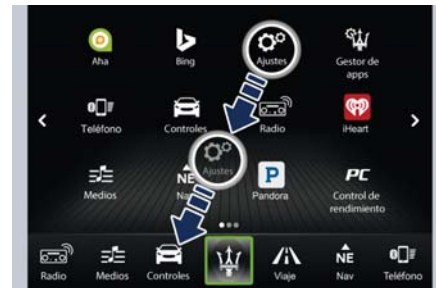 Aha Bing Ajustes Gestor de apps
Teléfono Controles Radio iHeart
Ajustes
Medios NE Nav P Pandora PC Control de rendimiento
Radio Medios Controles Viaje NE Nav Teléfono